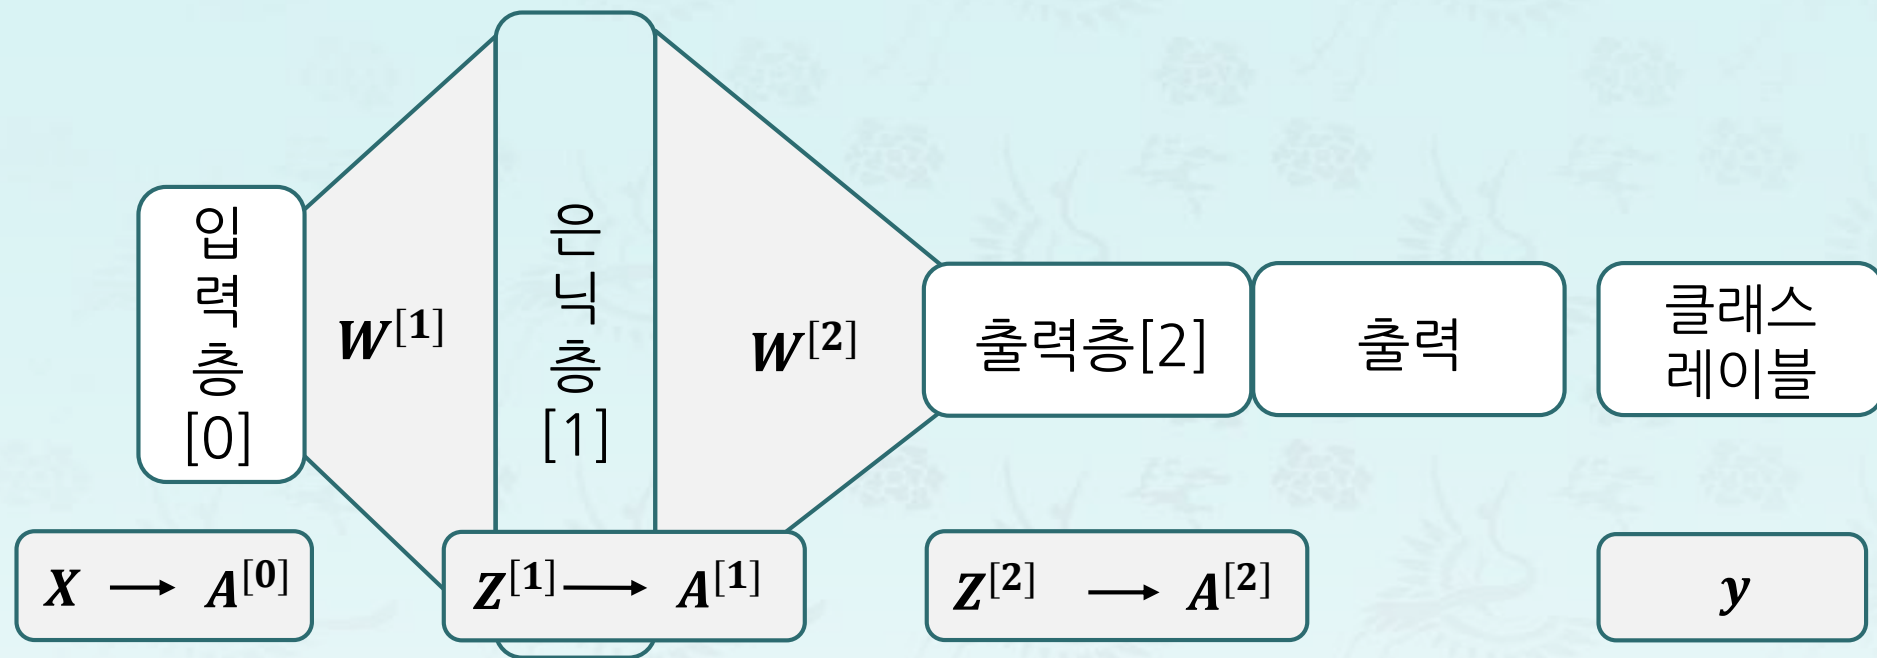 입
력
층
[0]
W^[1]
은
닉
층
[1]
W^[2]
출력층[2]
출력
클래스
레이블
X → A^[0]
Z^[1] → A^[1]
Z^[2] → A^[2]
y